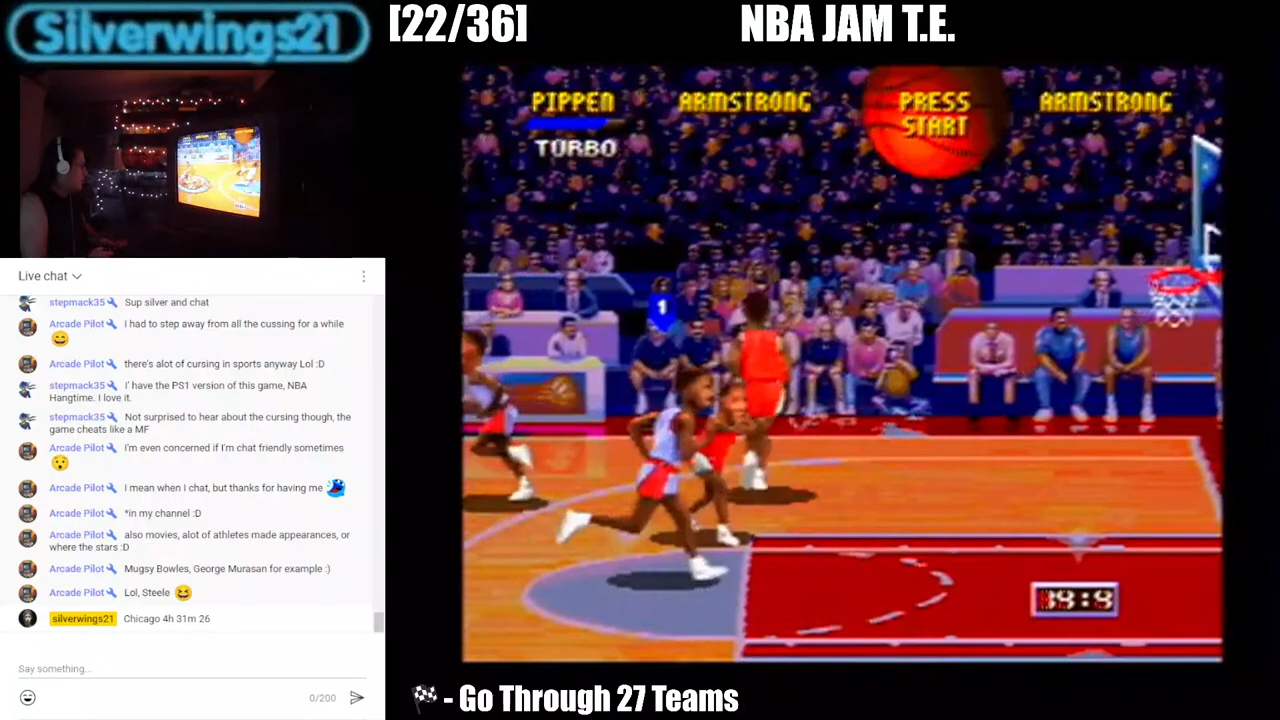 Silverwings21
[22/36]
NBA JAM T.E.
PIPPEN
TURBO
ARMSTRONG
PRESS
START
ARMSTRONG
1
Live chat
stepmack35 Sup silver and chat
Arcade Pilot I had to step away from all the cussing for a while
Arcade Pilot there's alot of cursing in sports anyway Lol :D
stepmack35 I' have the PS1 version of this game, NBA
Hangtime. I love it.
stepmack35 Not surprised to hear about the cursing though, the
game cheats like a MF
Arcade Pilot I'm even concerned if I'm chat friendly sometimes
Arcade Pilot I mean when I chat, but thanks for having me
Arcade Pilot *in my channel :D
Arcade Pilot also movies, alot of athletes made appearances, or
where the stars :D
Arcade Pilot Mugsy Bowles, George Murasan for example :)
Arcade Pilot Lol, Steele
silverwings21 Chicago 4h 31m 26
Say something...
0/200
- Go Through 27 Teams